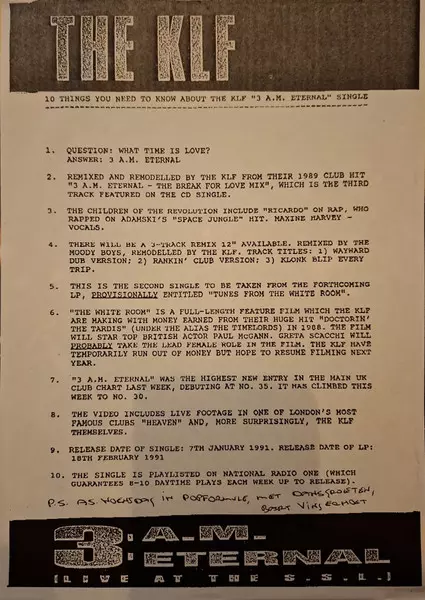 THE KLF
10 THINGS YOU NEED TO KNOW ABOUT THE KLF "3 A.M. ETERNAL" SINGLE
1. QUESTION: WHAT TIME IS LOVE?
ANSWER: 3 A.M. ETERNAL
2. REMIXED AND REMODELLED BY THE KLF FROM THEIR 1989 CLUB HIT
"3 A.M. ETERNAL - THE BREAK FOR LOVE MIX", WHICH IS THE THIRD
TRACK FEATURED ON THE CD SINGLE.
3. THE CHILDREN OF THE REVOLUTION INCLUDE "RICARDO" ON RAP, WHO
RAPPED ON ADAMSKI'S "SPACE JUNGLE" HIT. MAXINE HARVEY -
VOCALS.
4. THERE WILL BE A 3-TRACK REMIX 12" AVAILABLE. REMIXED BY THE
MOODY BOYS, REMODELLED BY THE KLF. TRACK TITLES: 1) WAYWARD
DUB VERSION; 2) RANKIN' CLUB VERSION; 3) KLONK BLIP EVERY
TRIP.
5. THIS IS THE SECOND SINGLE TO BE TAKEN FROM THE FORTHCOMING
LP, PROVISIONALLY ENTITLED "TUNES FROM THE WHITE ROOM".
6. "THE WHITE ROOM" IS A FULL-LENGTH FEATURE FILM WHICH THE KLF
ARE MAKING WITH MONEY EARNED FROM THEIR HUGE HIT "DOCTORIN'
THE TARDIS" (UNDER THE ALIAS THE TIMELORDS) IN 1988. THE FILM
WILL STAR TOP BRITISH ACTOR PAUL McGANN. GRETA SCACCHI WILL
PROBABLY TAKE THE LEAD FEMALE ROLE IN THE FILM. THE KLF HAVE
TEMPORARILY RUN OUT OF MONEY BUT HOPE TO RESUME FILMING NEXT
YEAR.
7. "3 A.M. ETERNAL" WAS THE HIGHEST NEW ENTRY IN THE MAIN UK
CLUB CHART LAST WEEK, DEBUTING AT NO. 35. IT HAS CLIMBED THIS
WEEK TO NO. 30.
8. THE VIDEO INCLUDES LIVE FOOTAGE IN ONE OF LONDON'S MOST
FAMOUS CLUBS "HEAVEN" AND, MORE SURPRISINGLY, THE KLF
THEMSELVES.
9. RELEASE DATE OF SINGLE: 7TH JANUARY 1991. RELEASE DATE OF LP:
18TH FEBRUARY 1991
10. THE SINGLE IS PLAYLISTED ON NATIONAL RADIO ONE (WHICH
GUARANTEES 8-10 DAYTIME PLAYS EACH WEEK UP TO RELEASE).
P.S. A.S. WOENSDAG IN POPFORMULE, MET
3 A.M.
ETERNAL
(LIVE AT THE S.S.L.)